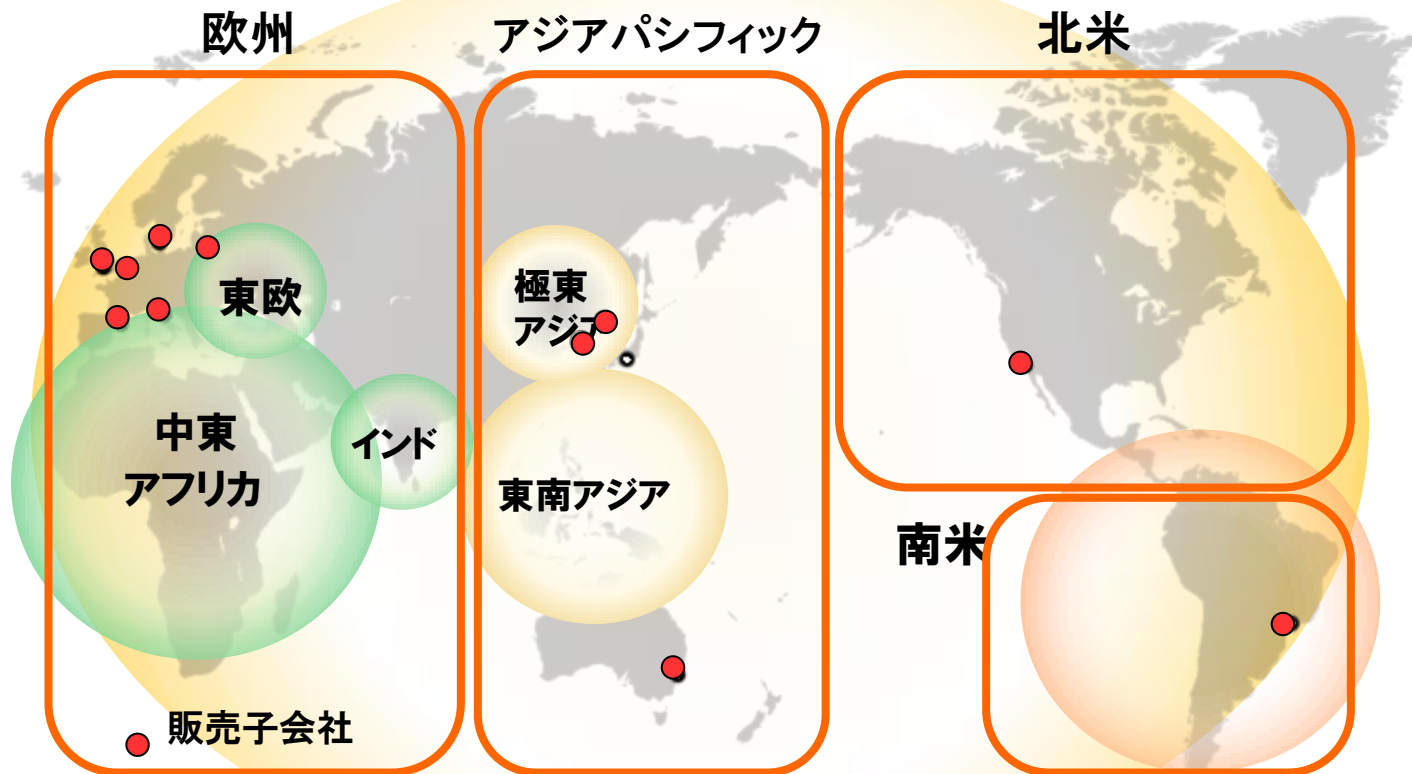 欧州
アジアパシフィック
北米
東欧
極東
アジア
中東
アフリカ
インド
東南アジア
南米
販売子会社